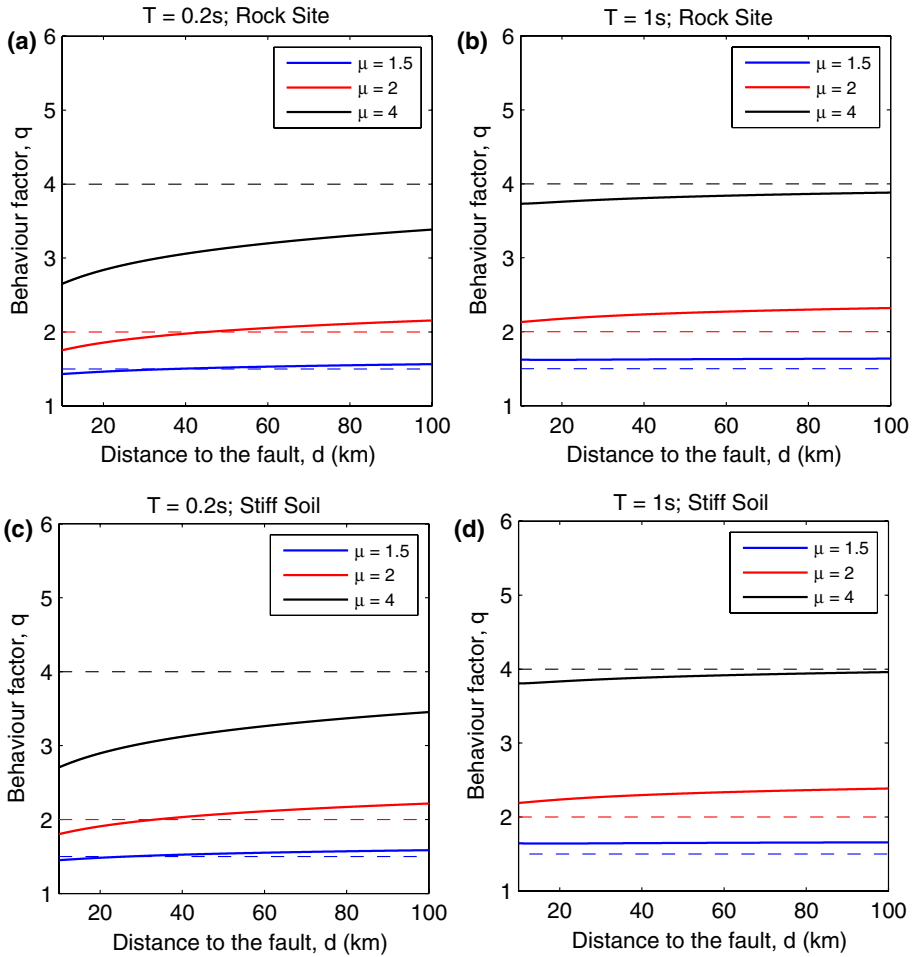 T = 0.2s; Rock Site
(a)
μ = 1.5
μ = 2
μ = 4
6
5
4
3
2
1
Behaviour factor, q
20 40 60 80 100
Distance to the fault, d (km)
T = 1s; Rock Site
(b)
μ = 1.5
μ = 2
μ = 4
6
5
4
3
2
1
Behaviour factor, q
20 40 60 80 100
Distance to the fault, d (km)
T = 0.2s; Stiff Soil
(c)
μ = 1.5
μ = 2
μ = 4
6
5
4
3
2
1
Behaviour factor, q
20 40 60 80 100
Distance to the fault, d (km)
T = 1s; Stiff Soil
(d)
μ = 1.5
μ = 2
μ = 4
6
5
4
3
2
1
Behaviour factor, q
20 40 60 80 100
Distance to the fault, d (km)